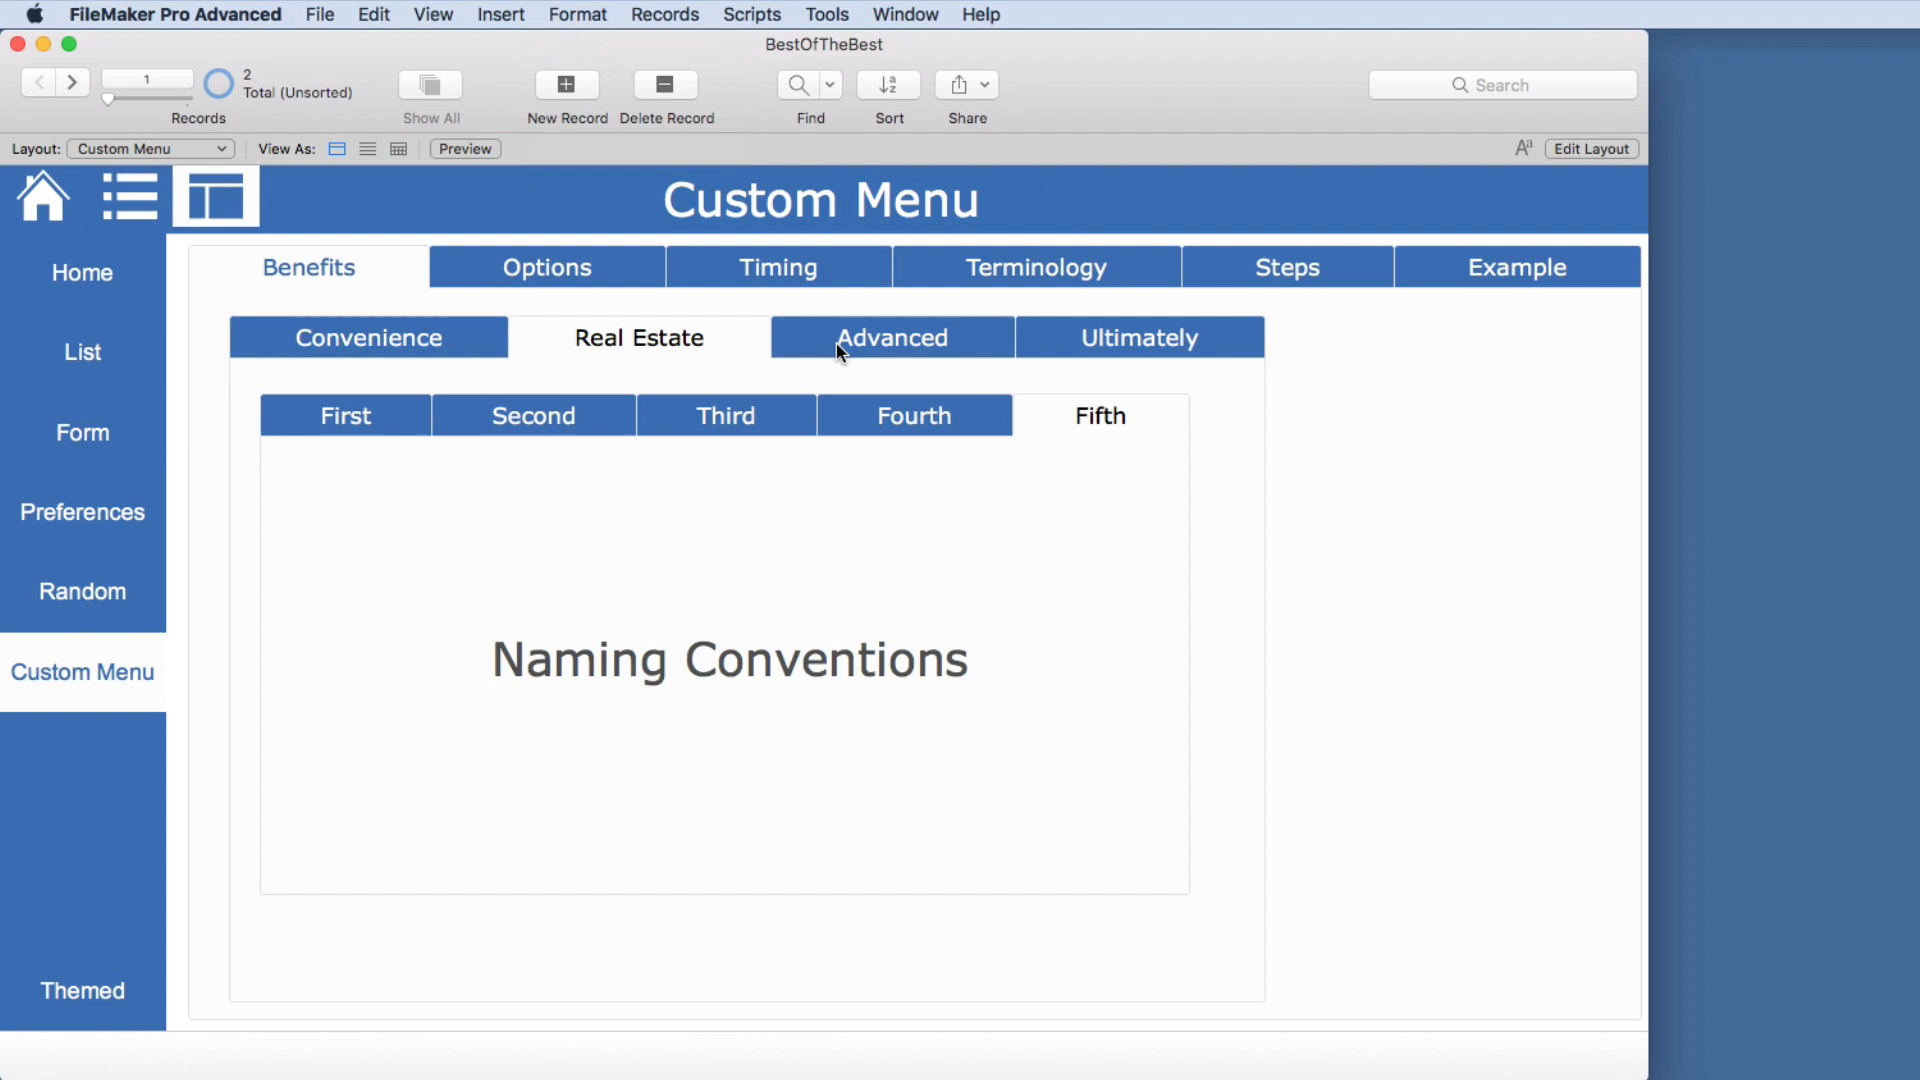 FileMaker Pro Advanced File Edit View Insert Format Records Scripts Tools Window Help
BestOfTheBest
1
2
Total (Unsorted)
Records
Show All
New Record
Delete Record
Find
Sort
Share
Search
Layout: Custom Menu View As: Preview Aa Edit Layout
Custom Menu
Home
List
Form
Preferences
Random
Custom Menu
Themed
Benefits Options Timing Terminology Steps Example
Convenience Real Estate Advanced Ultimately
First Second Third Fourth Fifth
Naming Conventions